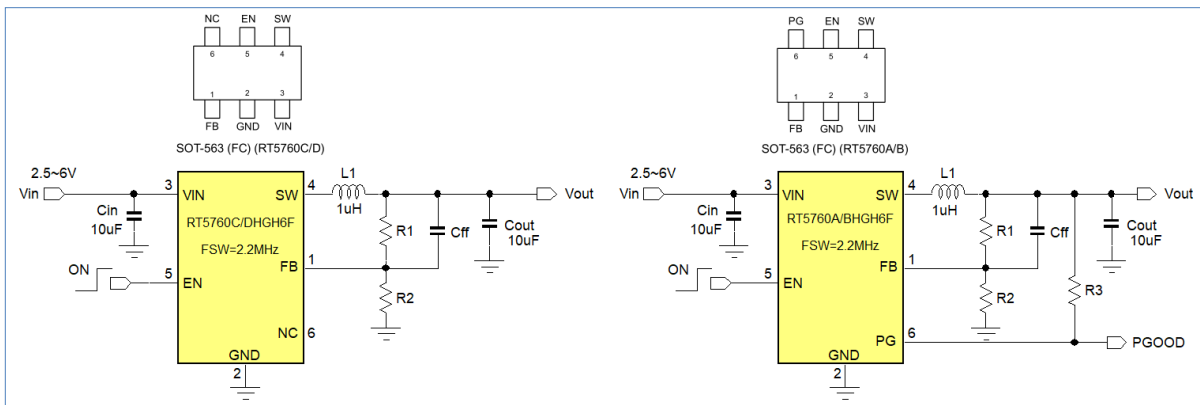 NC EN SW
6 5 4
1 2 3
FB GND VIN
SOT-563 (FC) (RT5760C/D)
2.5~6V
Vin
3
VIN
SW
4
L1
1uH
Vout
Cin
10uF
RT5760C/DHGH6F
FSW=2.2MHz
R1
Cff
Cout
10uF
FB
1
ON
5
EN
R2
NC
6
GND
2
PG EN SW
6 5 4
1 2 3
FB GND VIN
SOT-563 (FC) (RT5760A/B)
2.5~6V
Vin
3
VIN
SW
4
L1
1uH
Vout
Cin
10uF
RT5760A/BHGH6F
FSW=2.2MHz
R1
Cff
Cout
10uF
FB
1
ON
5
EN
R2
R3
PG
6
PGOOD
GND
2